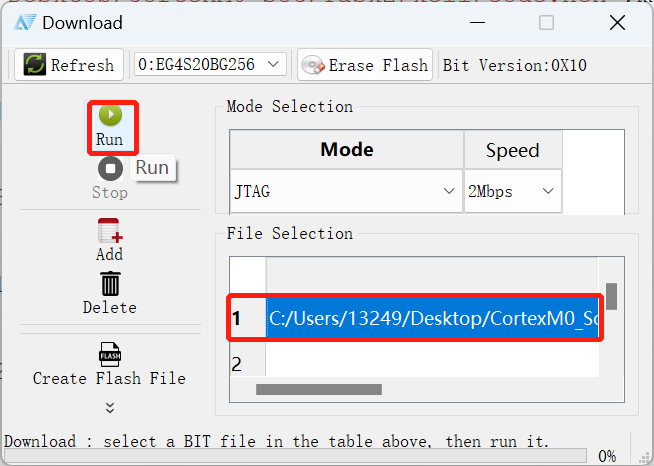 Download
Refresh
0:EG4S20BG256
Erase Flash
Bit Version:0X10
Run
Run
Stop
Add
Delete
FLASH
Create Flash File
Mode Selection
Mode Speed
JTAG 2Mbps
File Selection
1 C:/Users/13249/Desktop/CortexM0_So
2
Download : select a BIT file in the table above, then run it.
0%